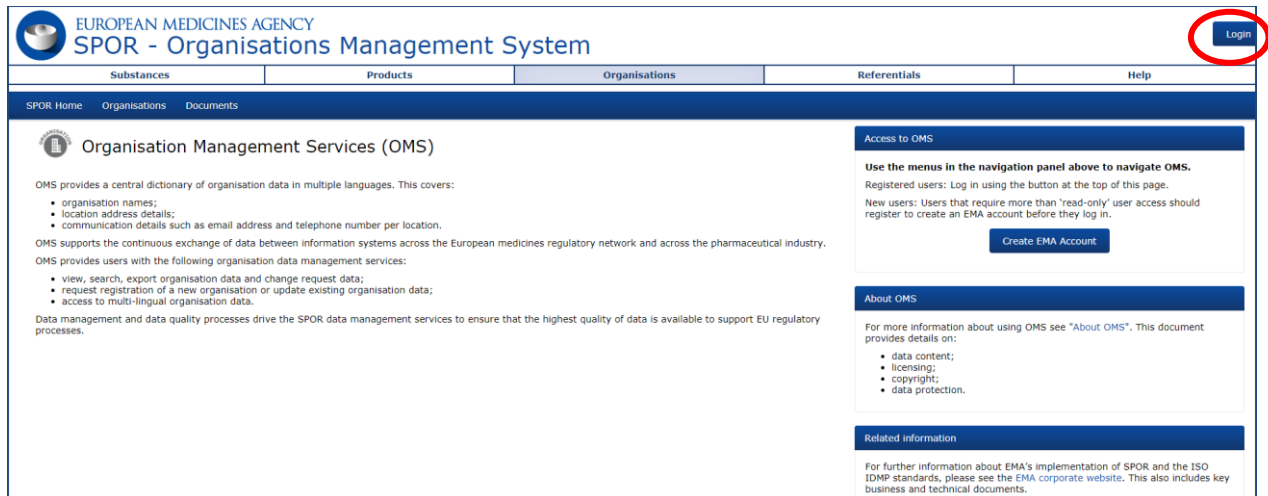 EUROPEAN MEDICINES AGENCY
SPOR - Organisations Management System
Login
Substances
Products
Organisations
Referentials
Help
SPOR Home
Organisations
Documents
ORGANISATION
Organisation Management Services (OMS)
OMS provides a central dictionary of organisation data in multiple languages. This covers:
• organisation names;
• location address details;
• communication details such as email address and telephone number per location.
OMS supports the continuous exchange of data between information systems across the European medicines regulatory network and across the pharmaceutical industry.
OMS provides users with the following organisation data management services:
• view, search, export organisation data and change request data;
• request registration of a new organisation or update existing organisation data;
• access to multi-lingual organisation data.
Data management and data quality processes drive the SPOR data management services to ensure that the highest quality of data is available to support EU regulatory
processes.
Access to OMS
Use the menus in the navigation panel above to navigate OMS.
Registered users: Log in using the button at the top of this page.
New users: Users that require more than 'read-only' user access should
register to create an EMA account before they log in.
Create EMA Account
About OMS
For more information about using OMS see "About OMS". This document
provides details on:
• data content;
• licensing;
• copyright;
• data protection.
Related information
For further information about EMA's implementation of SPOR and the ISO
IDMP standards, please see the EMA corporate website. This also includes key
business and technical documents.